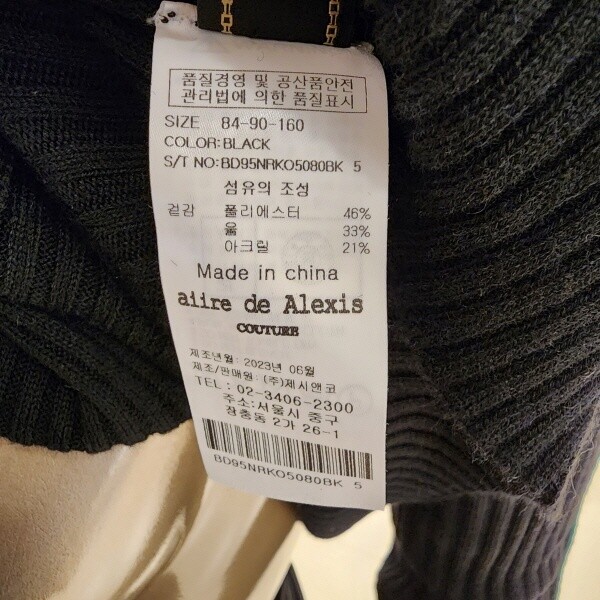 품질경영 및 공산품안전
관리법에 의한 품질표시
SIZE 84-90-160
COLOR:BLACK
S/T NO:BD95NRKO5080BK 5
섬유의 조성
겉감 폴리에스터 46%
울 33%
아크릴 21%
Made in china
aiire de Alexis
COUTURE
제조년월: 2023년 06월
제조/판매원: (주)제시앤코
TEL : 02-3406-2300
주소:서울시 중구
장충동 2가 26-1
BD95NRKO5080BK 5